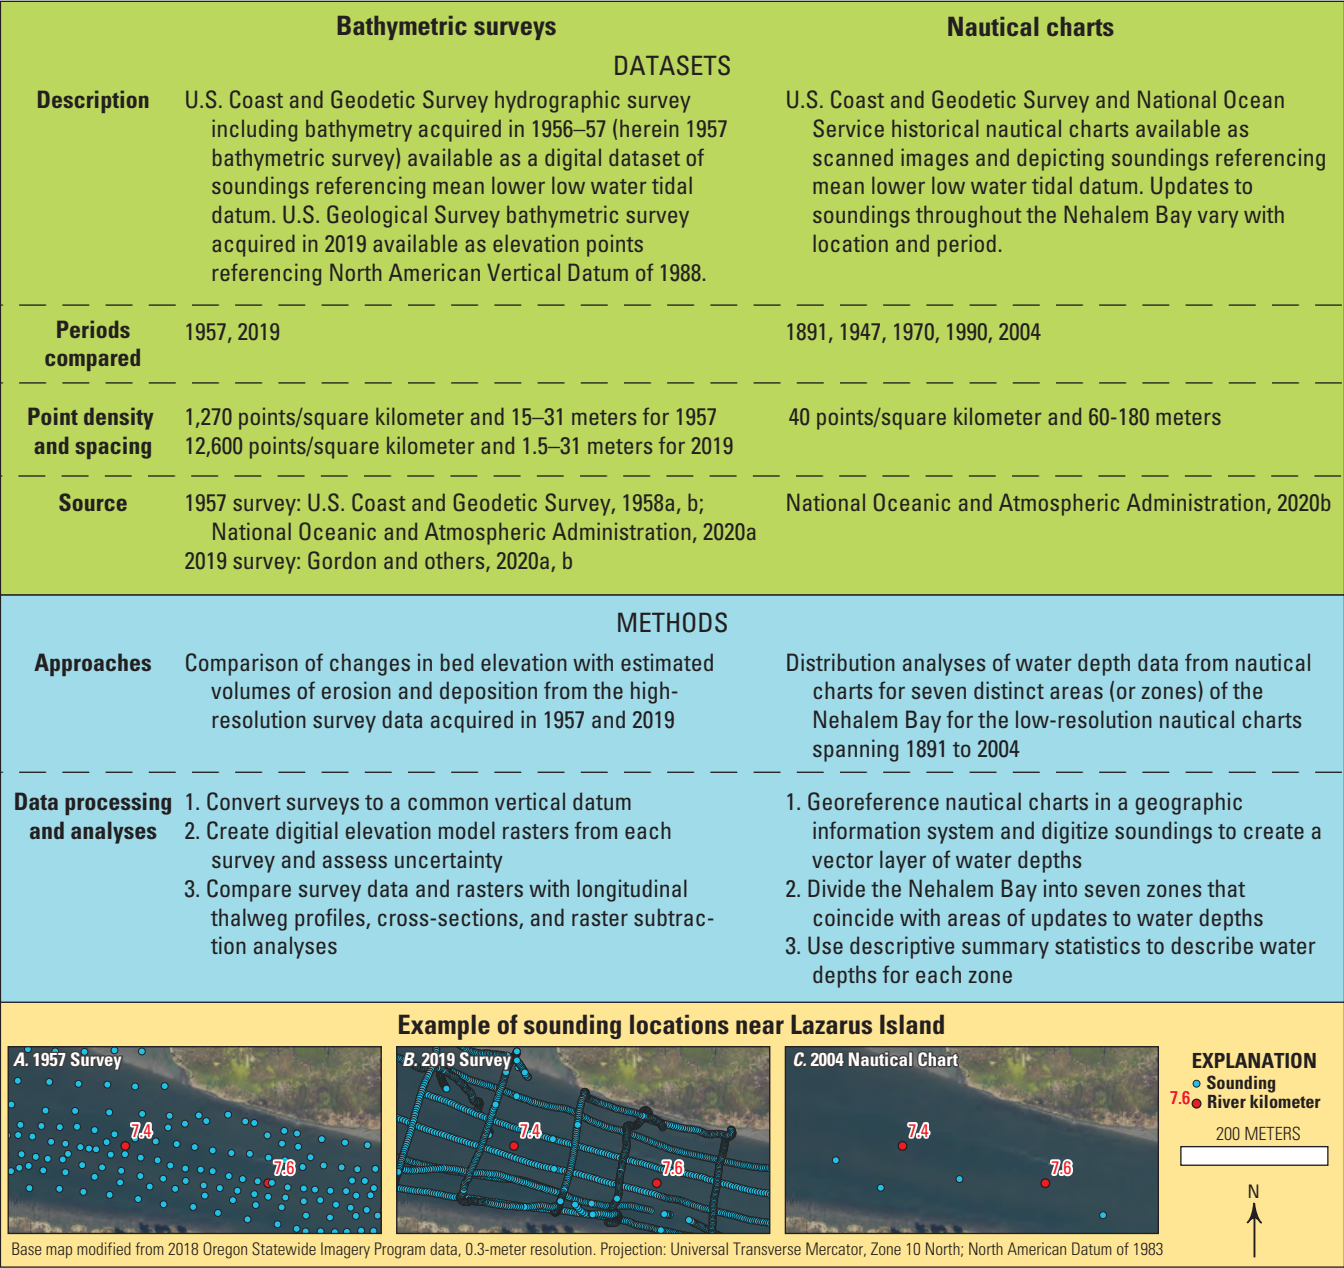 Bathymetric surveys
Nautical charts
DATASETS
Description
U.S. Coast and Geodetic Survey hydrographic survey
including bathymetry acquired in 1956–57 (herein 1957
bathymetric survey) available as a digital dataset of
soundings referencing mean lower low water tidal
datum. U.S. Geological Survey bathymetric survey
acquired in 2019 available as elevation points
referencing North American Vertical Datum of 1988.
U.S. Coast and Geodetic Survey and National Ocean
Service historical nautical charts available as
scanned images and depicting soundings referencing
mean lower low water tidal datum. Updates to
soundings throughout the Nehalem Bay vary with
location and period.
Periods
compared
1957, 2019
1891, 1947, 1970, 1990, 2004
Point density
and spacing
1,270 points/square kilometer and 15–31 meters for 1957
12,600 points/square kilometer and 1.5–31 meters for 2019
40 points/square kilometer and 60-180 meters
Source
1957 survey: U.S. Coast and Geodetic Survey, 1958a, b;
National Oceanic and Atmospheric Administration, 2020a
2019 survey: Gordon and others, 2020a, b
National Oceanic and Atmospheric Administration, 2020b
METHODS
Approaches
Comparison of changes in bed elevation with estimated
volumes of erosion and deposition from the high-
resolution survey data acquired in 1957 and 2019
Distribution analyses of water depth data from nautical
charts for seven distinct areas (or zones) of the
Nehalem Bay for the low-resolution nautical charts
spanning 1891 to 2004
Data processing
and analyses
1. Convert surveys to a common vertical datum
2. Create digitial elevation model rasters from each
survey and assess uncertainty
3. Compare survey data and rasters with longitudinal
thalweg profiles, cross-sections, and raster subtrac-
tion analyses
1. Georeference nautical charts in a geographic
information system and digitize soundings to create a
vector layer of water depths
2. Divide the Nehalem Bay into seven zones that
coincide with areas of updates to water depths
3. Use descriptive summary statistics to describe water
depths for each zone
Example of sounding locations near Lazarus Island
A. 1957 Survey
7.4
7.6
B. 2019 Survey
7.4
7.6
C. 2004 Nautical Chart
7.4
7.6
EXPLANATION
Sounding
7.6 River kilometer
200 METERS
N
Base map modified from 2018 Oregon Statewide Imagery Program data, 0.3-meter resolution. Projection: Universal Transverse Mercator, Zone 10 North; North American Datum of 1983